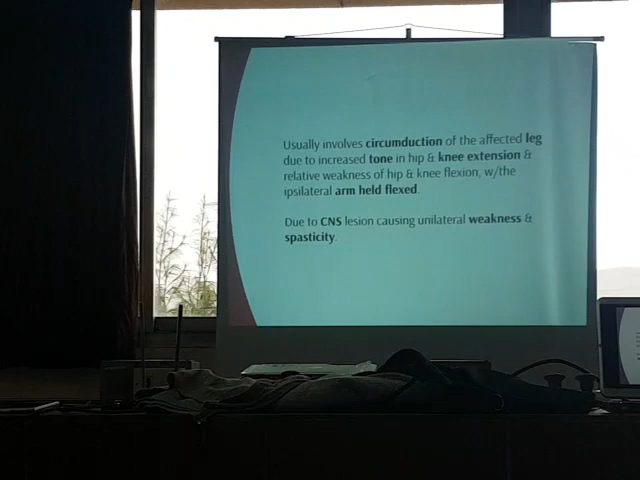 Usually involves circumduction of the affected leg
due to increased tone in hip & knee extension &
relative weakness of hip & knee flexion, w/the
ipsilateral arm held flexed.
Due to CNS lesion causing unilateral weakness &
spasticity.